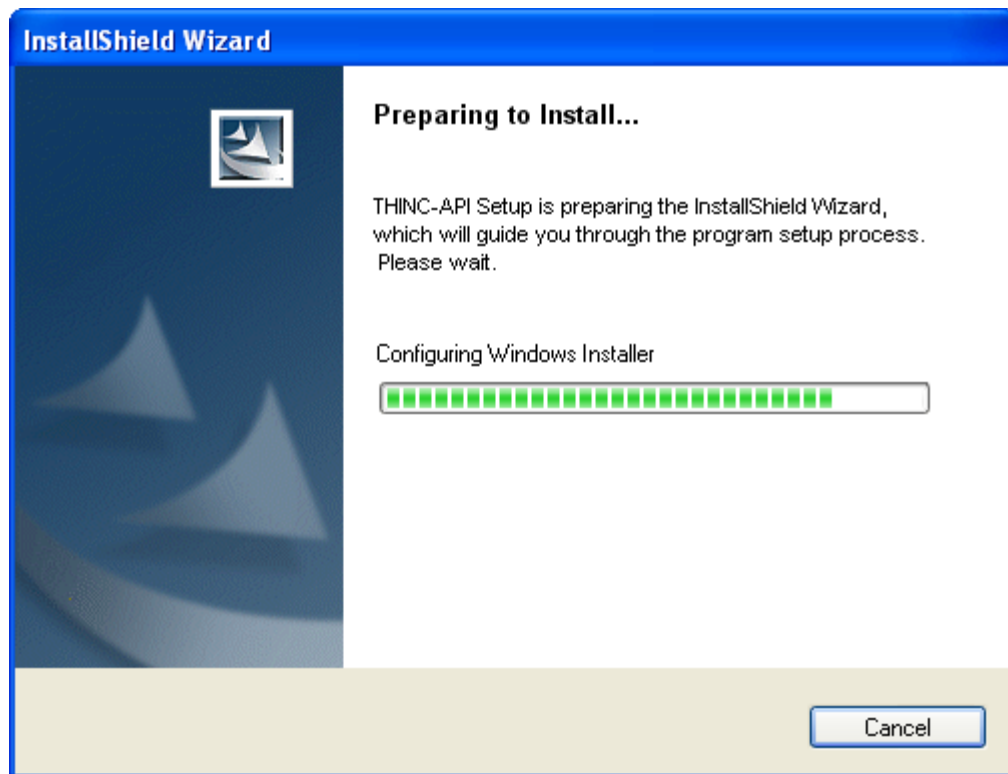 InstallShield Wizard
Preparing to Install...
THINC-API Setup is preparing the InstallShield Wizard,
which will guide you through the program setup process.
Please wait.
Configuring Windows Installer
Cancel